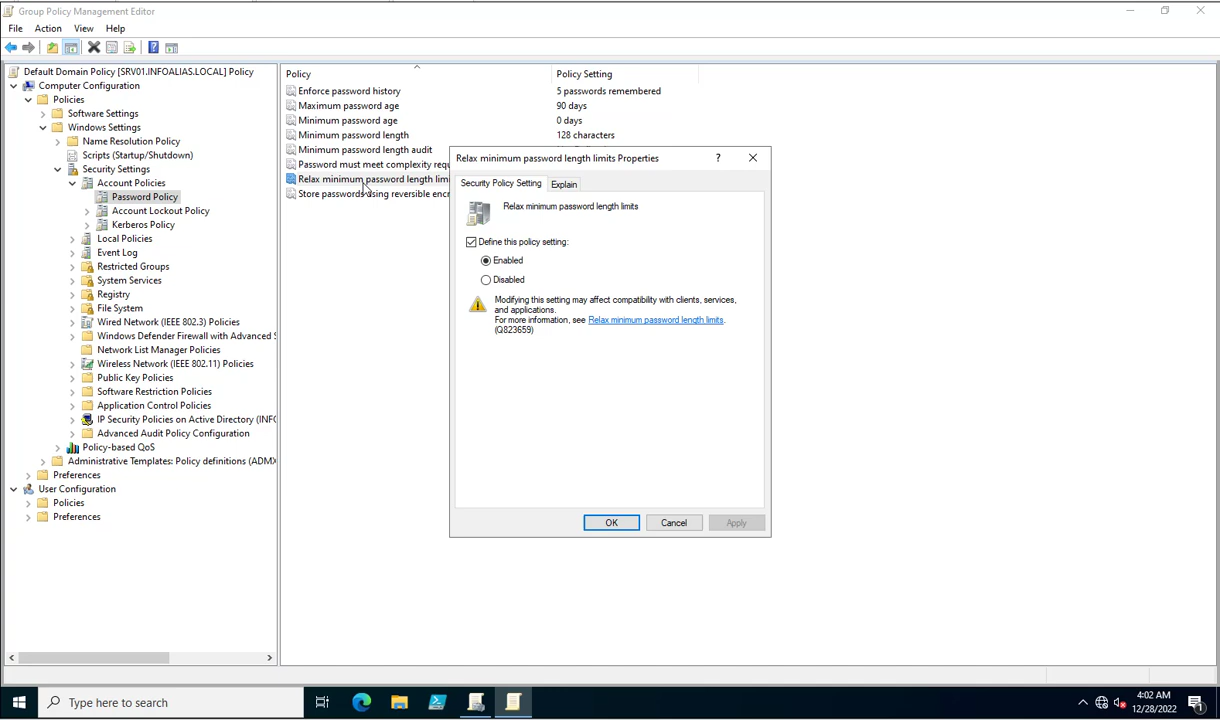 Group Policy Management Editor
File Action View Help
Default Domain Policy [SRV01.INFOALIAS.LOCAL] Policy
Computer Configuration
Policies
Software Settings
Windows Settings
Name Resolution Policy
Scripts (Startup/Shutdown)
Security Settings
Account Policies
Password Policy
Account Lockout Policy
Kerberos Policy
Local Policies
Event Log
Restricted Groups
System Services
Registry
File System
Wired Network (IEEE 802.3) Policies
Windows Defender Firewall with Advanced S
Network List Manager Policies
Wireless Network (IEEE 802.11) Policies
Public Key Policies
Software Restriction Policies
Application Control Policies
IP Security Policies on Active Directory (INFO
Advanced Audit Policy Configuration
Policy-based QoS
Administrative Templates: Policy definitions (ADMX
Preferences
User Configuration
Policies
Preferences
Policy Policy Setting
Enforce password history 5 passwords remembered
Maximum password age 90 days
Minimum password age 0 days
Minimum password length 128 characters
Minimum password length audit
Password must meet complexity requ
Relax minimum password length limi
Store passwords using reversible encr
Relax minimum password length limits Properties ?
Security Policy Setting Explain
Relax minimum password length limits
Define this policy setting:
Enabled
Disabled
Modifying this setting may affect compatibility with clients, services,
and applications.
For more information, see Relax minimum password length limits.
(Q823659)
OK Cancel Apply
Type here to search
4:02 AM
12/28/2022
1